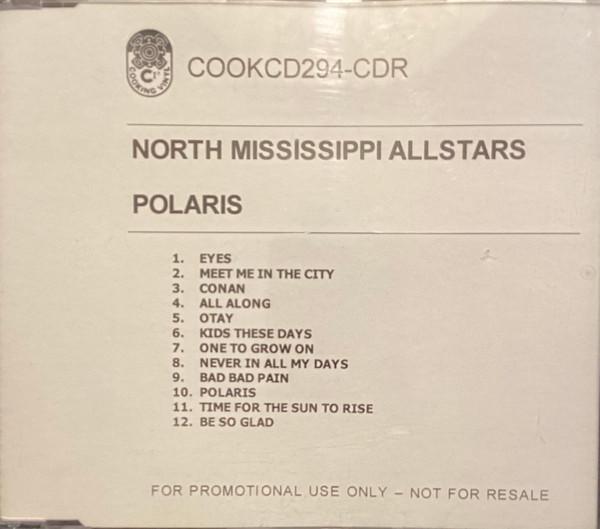 COOKCD294-CDR
COOKING VINYL
NORTH MISSISSIPPI ALLSTARS
POLARIS
1. EYES
2. MEET ME IN THE CITY
3. CONAN
4. ALL ALONG
5. OTAY
6. KIDS THESE DAYS
7. ONE TO GROW ON
8. NEVER IN ALL MY DAYS
9. BAD BAD PAIN
10. POLARIS
11. TIME FOR THE SUN TO RISE
12. BE SO GLAD
FOR PROMOTIONAL USE ONLY – NOT FOR RESALE